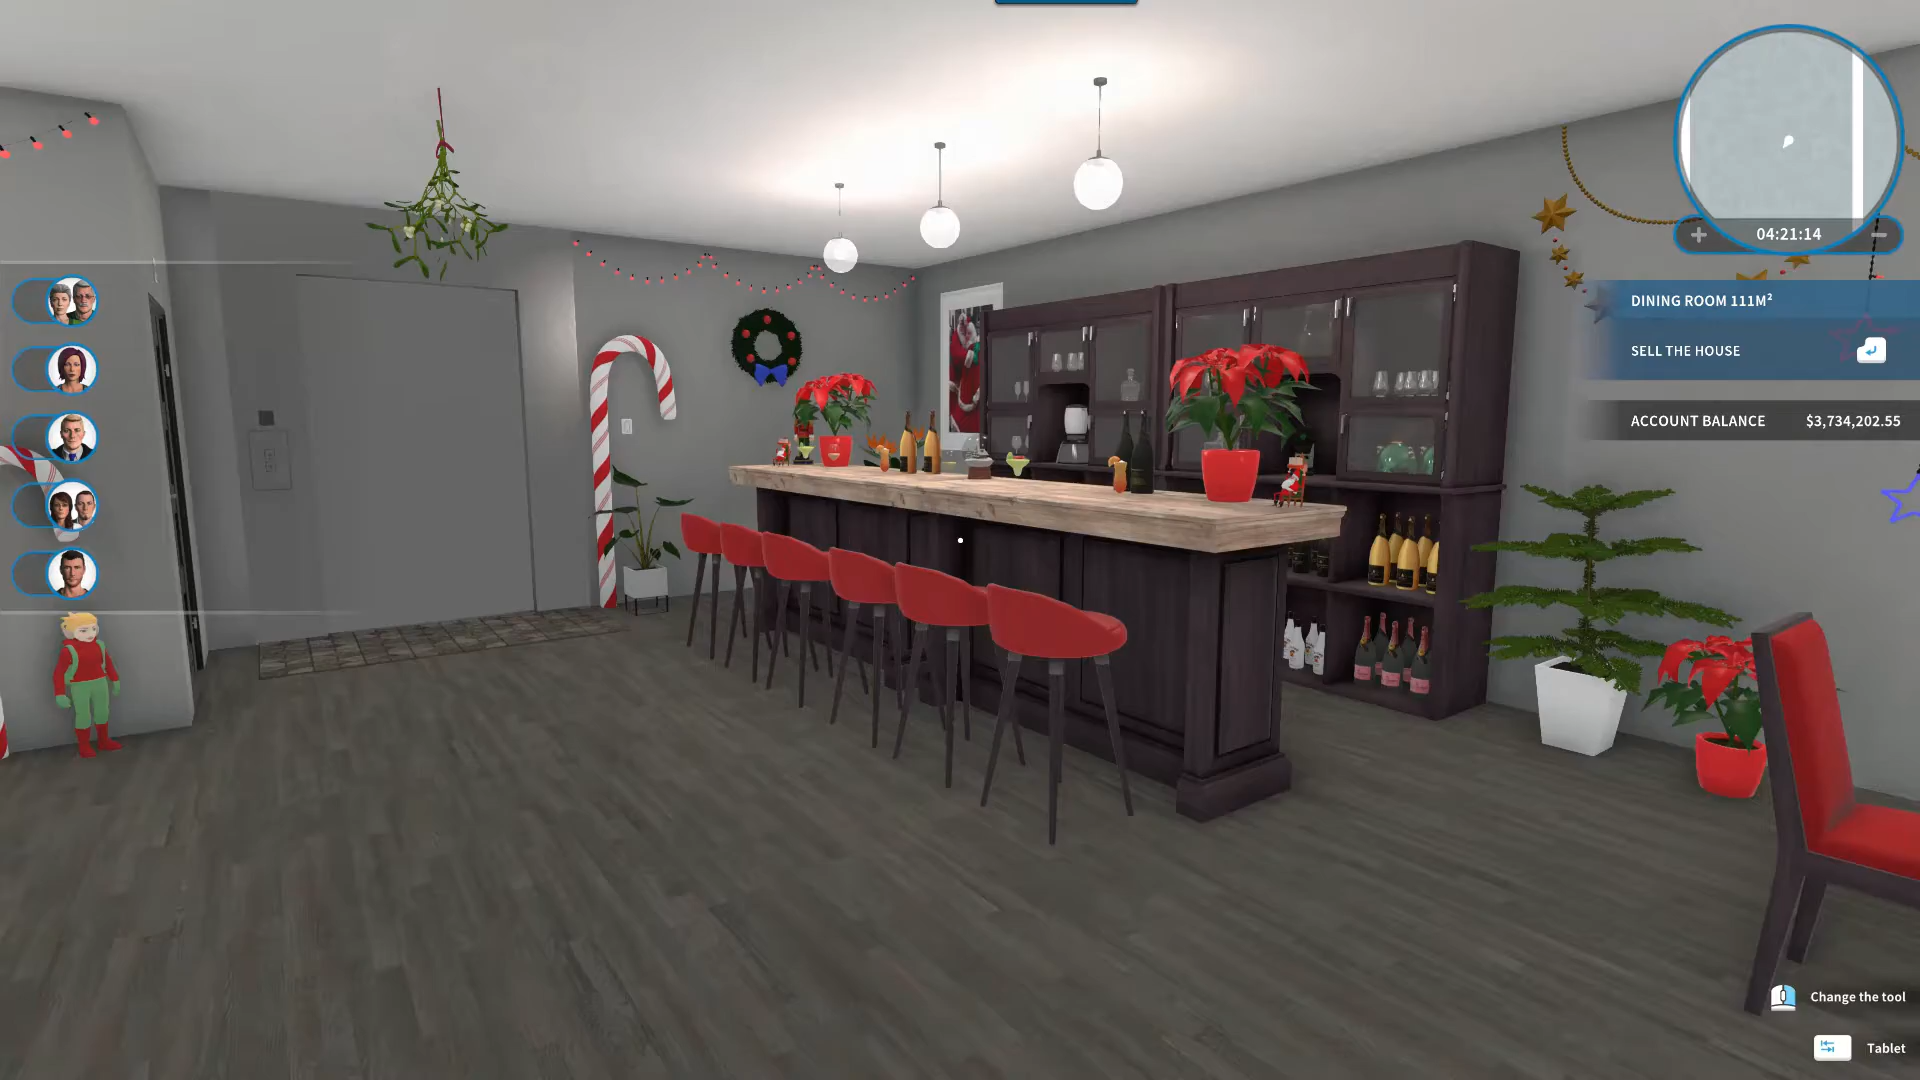 04:21:14
DINING ROOM 111M²
SELL THE HOUSE
ACCOUNT BALANCE $3,734,202.55
Change the tool
Tablet